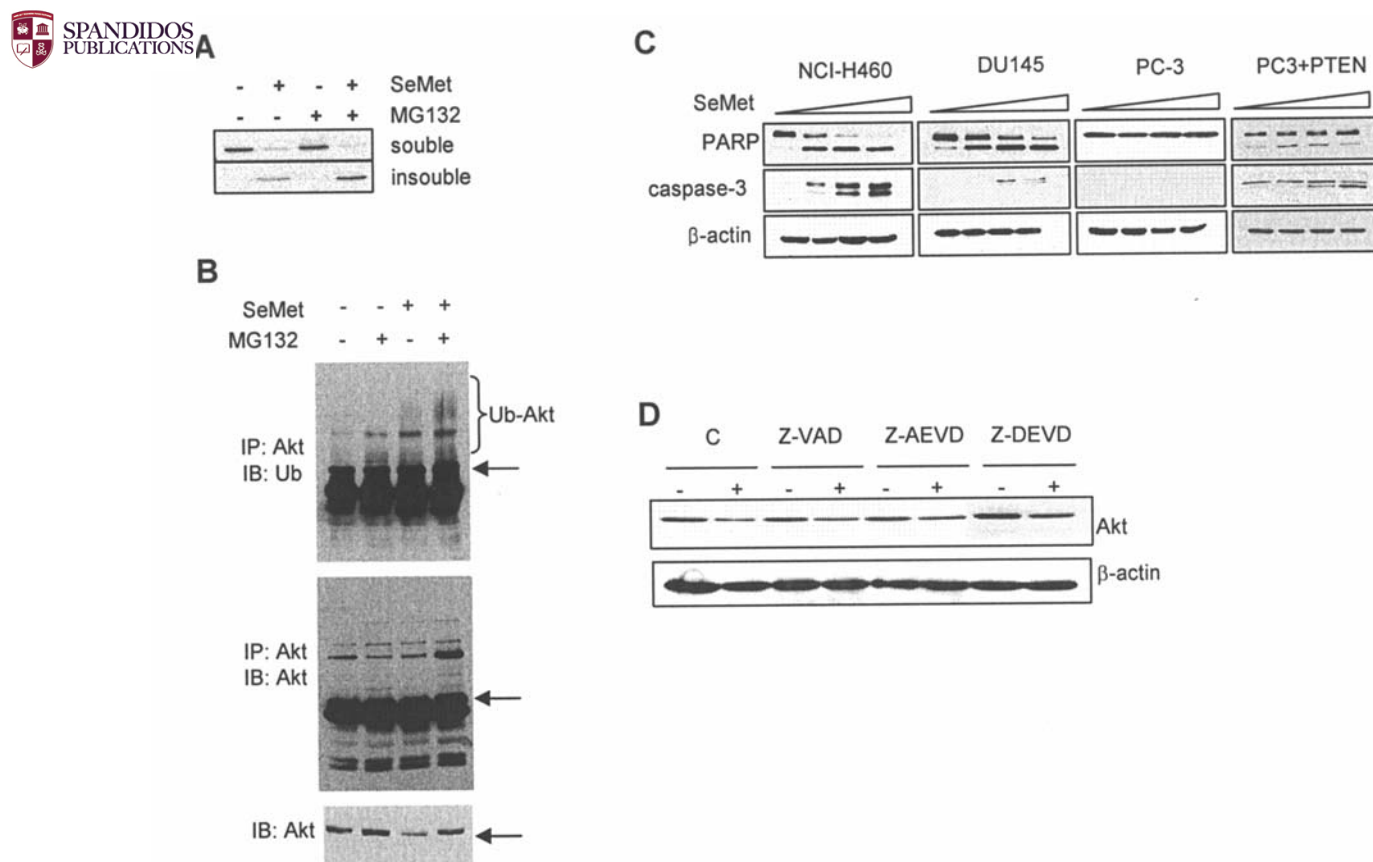 SPANDIDOS
PUBLICATIONS
A
- + - + SeMet
- - + + MG132
souble
insouble
B
SeMet - - + +
MG132 - + - +
Ub-Akt
IP: Akt
IB: Ub
IP: Akt
IB: Akt
IB: Akt
C
NCI-H460 DU145 PC-3 PC3+PTEN
SeMet
PARP
caspase-3
β-actin
D
C Z-VAD Z-AEVD Z-DEVD
- + - + - + - +
Akt
β-actin